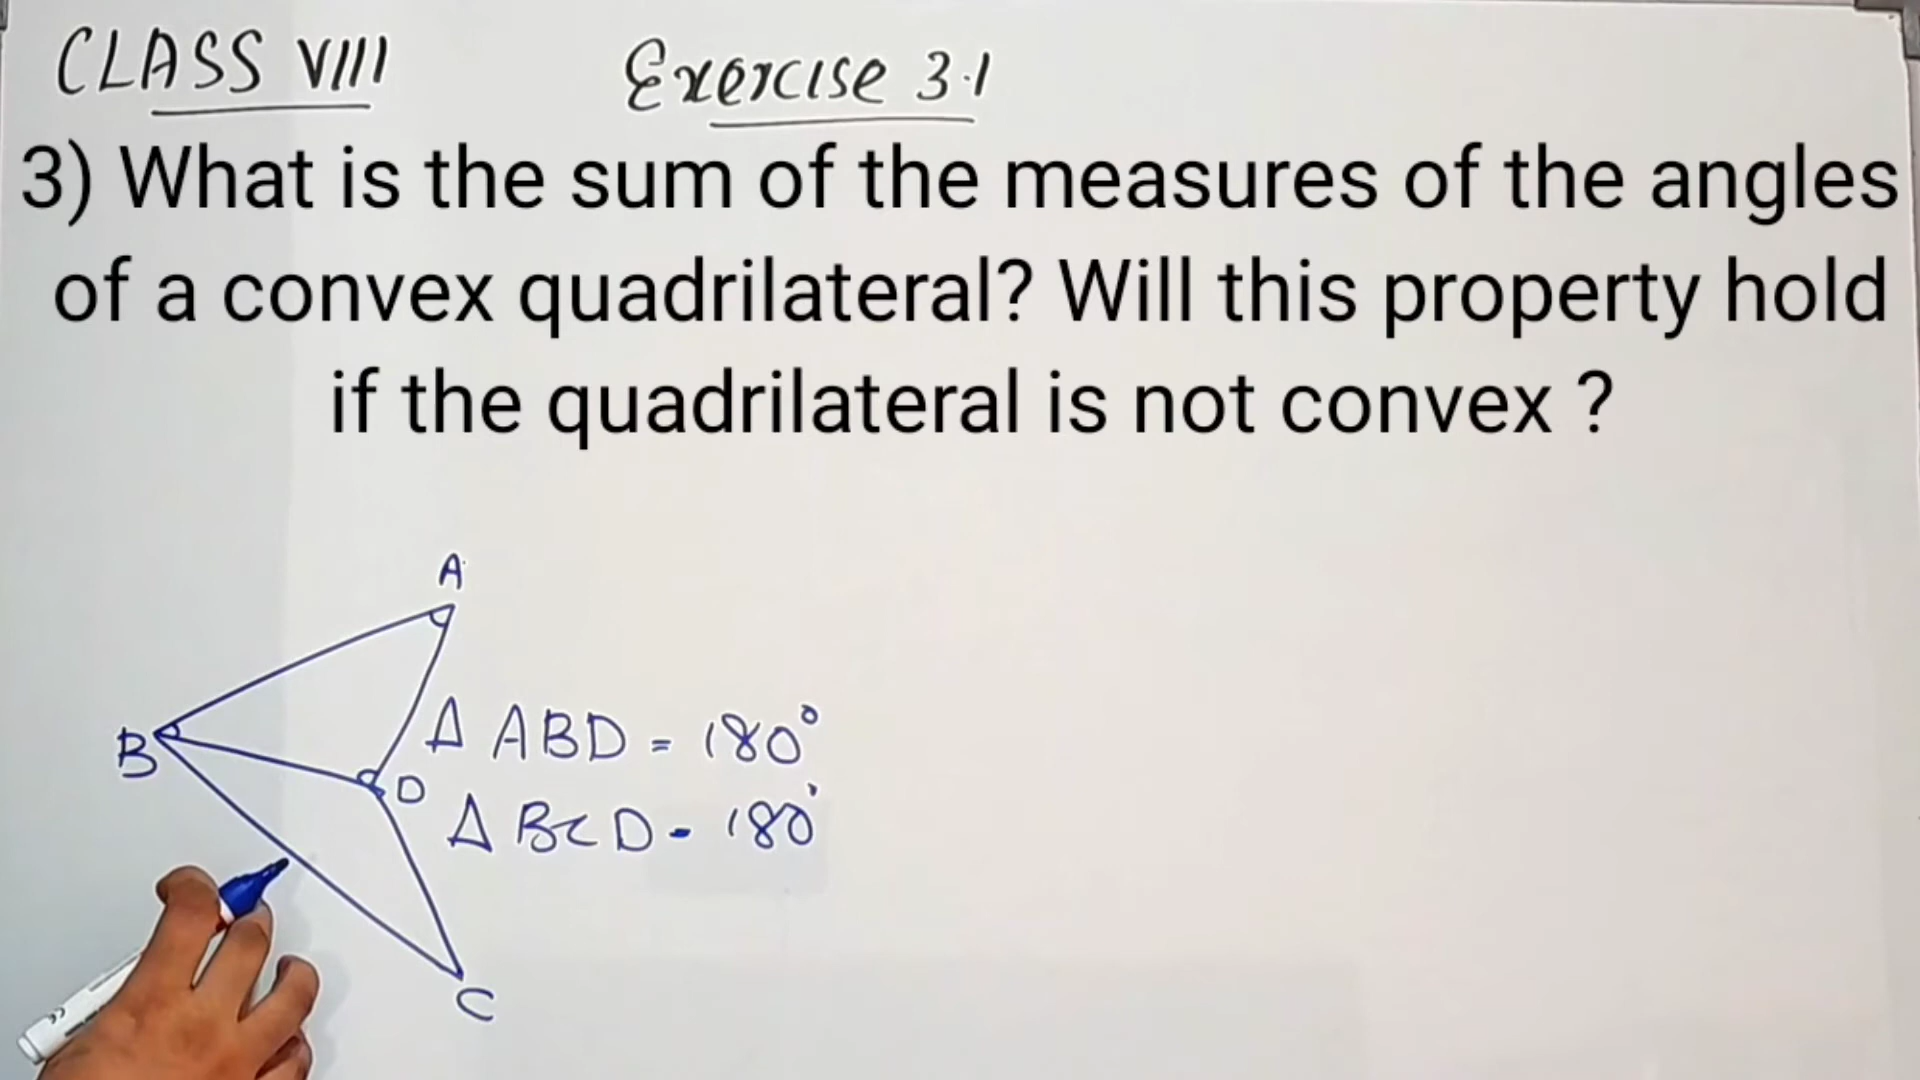 CLASS VIII Exercise 3.1
3) What is the sum of the measures of the angles
of a convex quadrilateral? Will this property hold
if the quadrilateral is not convex ?
A
B
D
Δ ABD = 180°
Δ BCD - 180°
C